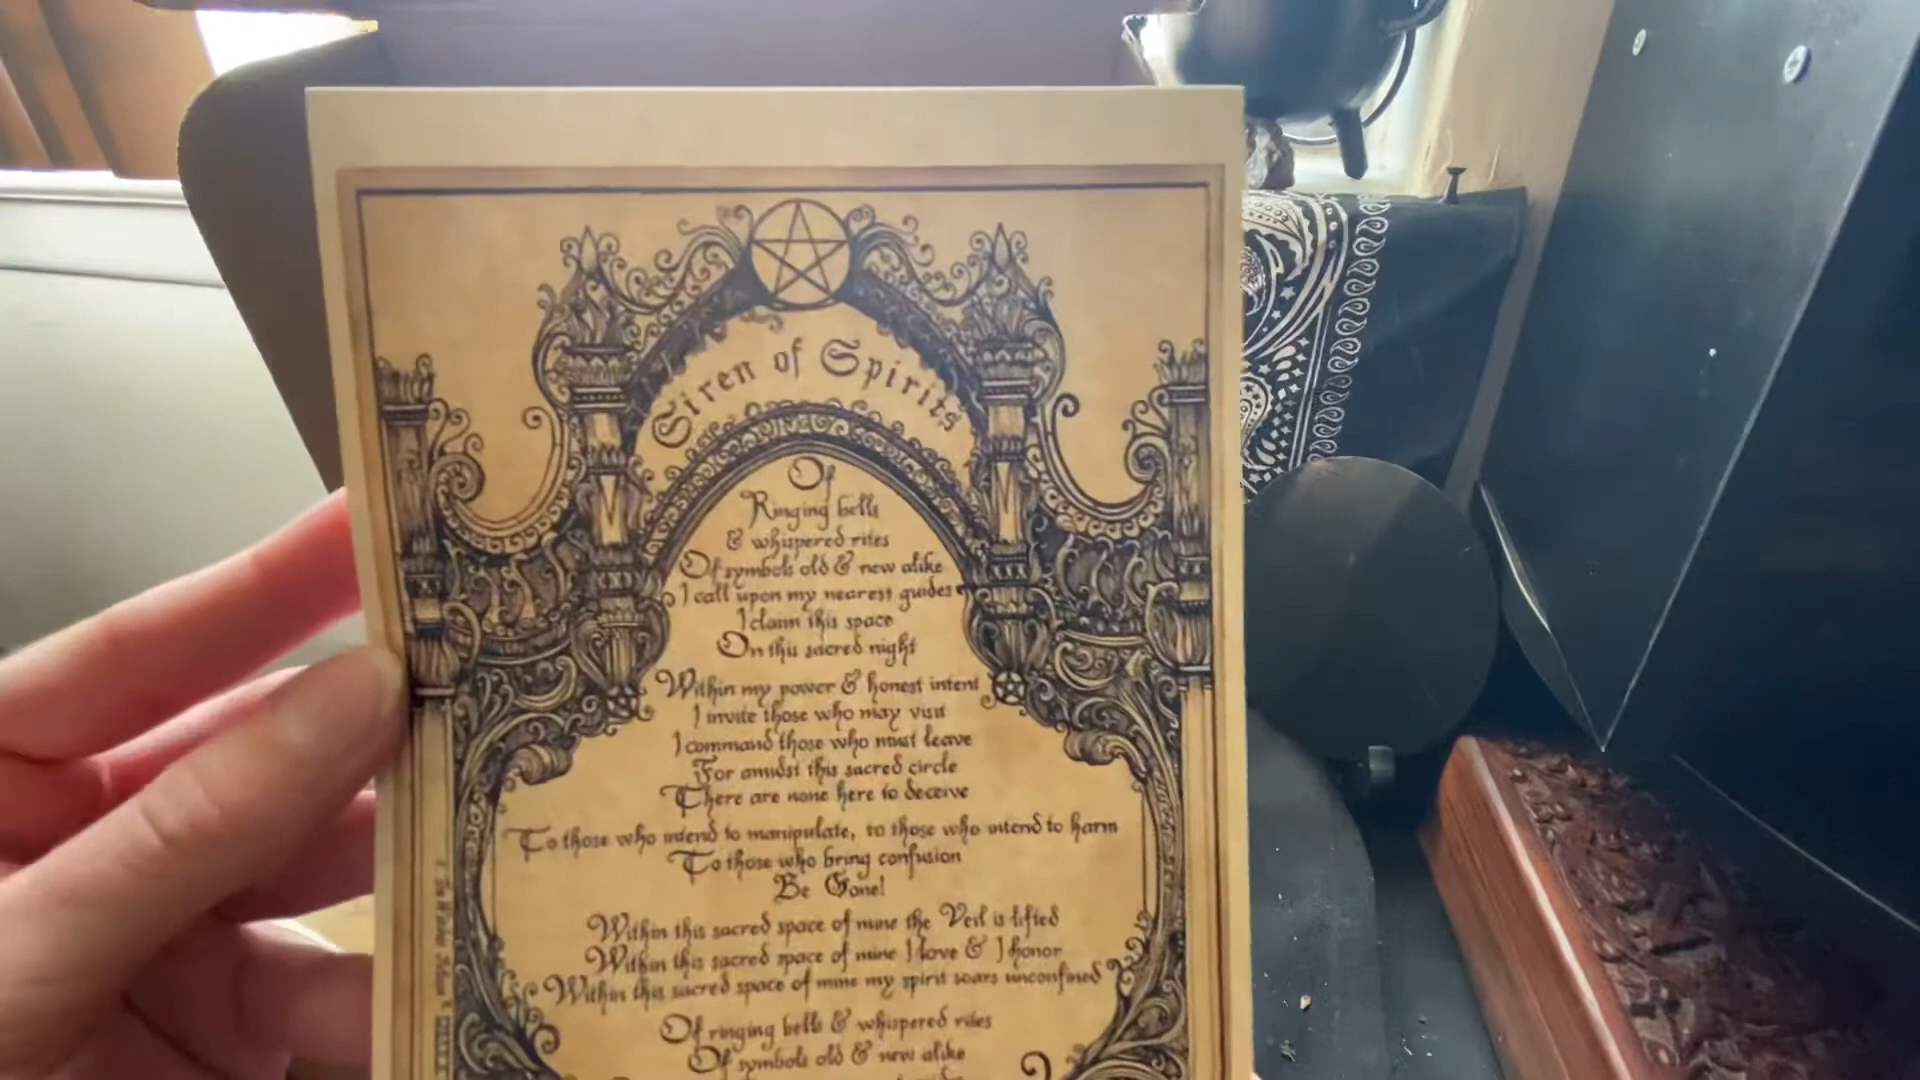 Siren of Spirits
Of
Ringing bells
& whispered rites
Of symbols old & new alike
I call upon my nearest guides
I claim this space
On this sacred night
Within my power & honest intent
I invite those who may visit
I command those who must leave
For amidst this sacred circle
There are none here to deceive
To those who intend to manipulate, to those who intend to harm
To those who bring confusion
Be Gone!
Within this sacred space of mine the Veil is lifted
Within this sacred space of mine I love & I honor
Within this sacred space of mine my spirit soars unconfined
Of ringing bells & whispered rites
Of symbols old & new alike